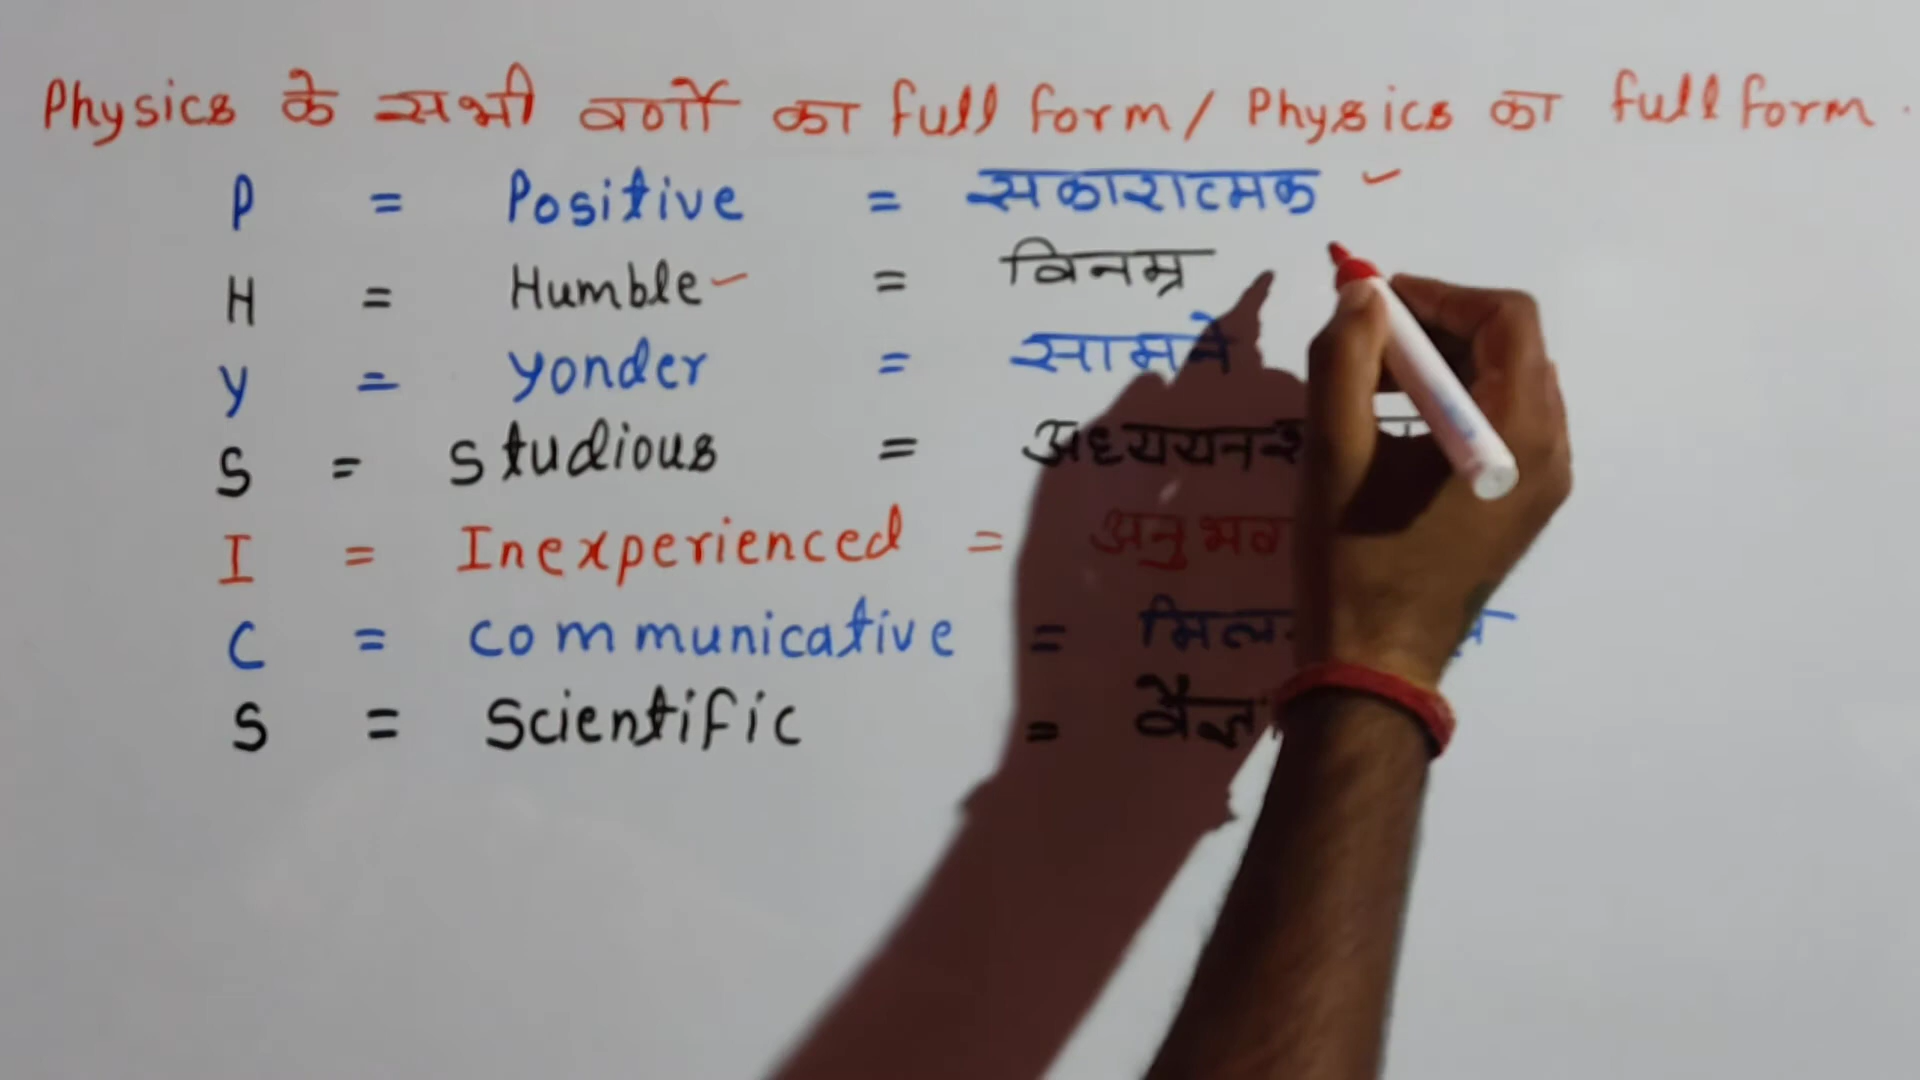 Physics के सभी वर्णों का full form / Physics का full form.
P = Positive = सकारात्मक
H = Humble = विनम्र
Y = yonder = सामने
S = Studious =
I = Inexperienced =
C = communicative =
S = Scientific =